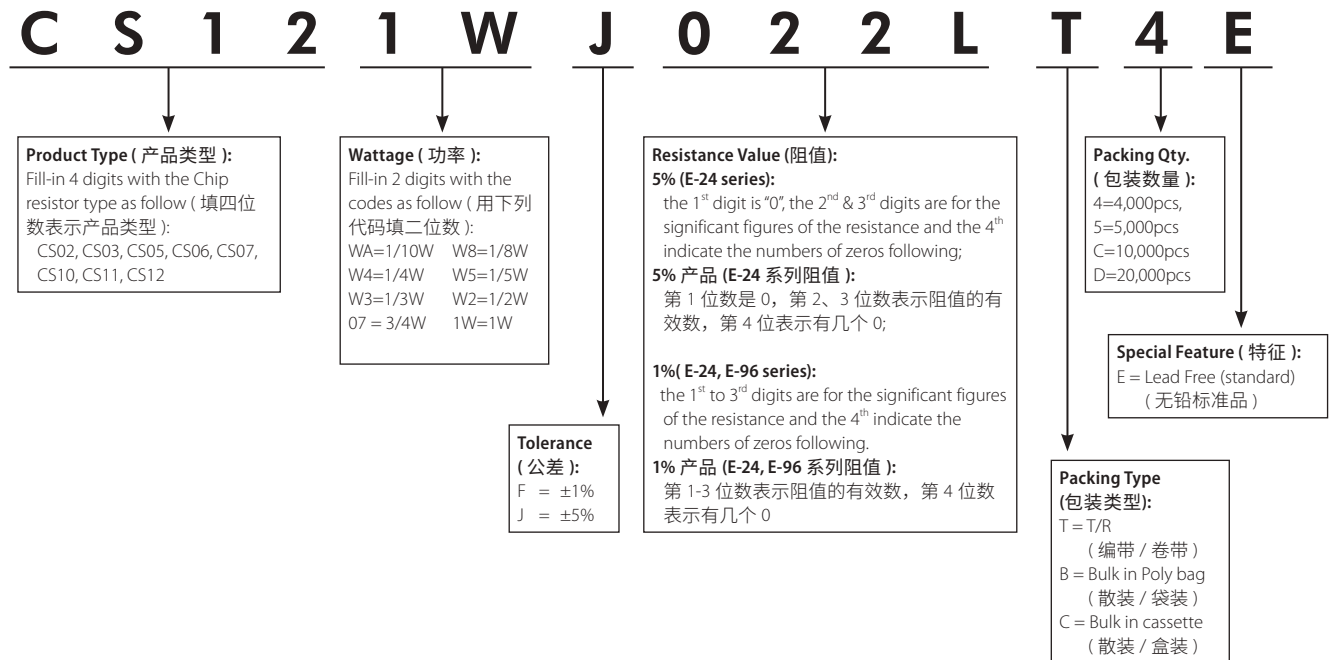 C S 1 2 1 W J 0 2 2 L T 4 E
Product Type ( 产品类型 ):
Fill-in 4 digits with the Chip
resistor type as follow ( 填四位
数表示产品类型 ):
CS02, CS03, CS05, CS06, CS07,
CS10, CS11, CS12
Wattage ( 功率 ):
Fill-in 2 digits with the
codes as follow ( 用下列
代码填二位数 ):
WA=1/10W W8=1/8W
W4=1/4W W5=1/5W
W3=1/3W W2=1/2W
07 = 3/4W 1W=1W
Tolerance
( 公差 ):
F = ±1%
J = ±5%
Resistance Value (阻值):
5% (E-24 series):
the 1st digit is "0", the 2nd & 3rd digits are for the
significant figures of the resistance and the 4th
indicate the numbers of zeros following;
5% 产品 (E-24 系列阻值 ):
第 1 位数是 0，第 2、3 位数表示阻值的有
效数，第 4 位表示有几个 0;
1%( E-24, E-96 series):
the 1st to 3rd digits are for the significant figures
of the resistance and the 4th indicate the
numbers of zeros following.
1% 产品 (E-24, E-96 系列阻值 ):
第 1-3 位数表示阻值的有效数，第 4 位数
表示有几个 0
Packing Type
(包装类型):
T = T/R
( 编带 / 卷带 )
B = Bulk in Poly bag
( 散装 / 袋装 )
C = Bulk in cassette
( 散装 / 盒装 )
Packing Qty.
( 包装数量 ):
4=4,000pcs,
5=5,000pcs
C=10,000pcs
D=20,000pcs
Special Feature ( 特征 ):
E = Lead Free (standard)
( 无铅标准品 )